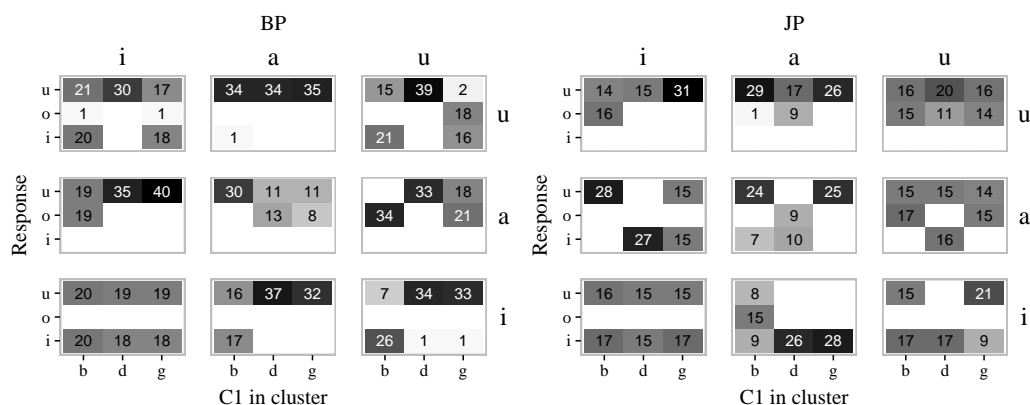 BP JP
i a u i a u
u 21 30 17 34 34 35 15 39 2 u 14 15 31 29 17 26 16 20 16
o 1 1 18 u o 16 1 9 15 11 14 u
i 20 18 1 21 16 i
u 19 35 40 30 11 11 33 18 u 28 15 24 25 15 15 14
Response o 19 13 8 34 21 a Response o 9 17 15 a
i i 27 15 7 10 16
u 20 19 19 16 37 32 7 34 33 u 16 15 15 8 15 21
o i o 15 i
i 20 18 18 17 26 1 1 i 17 15 17 9 26 28 17 17 9
b d g b d g b d g b d g b d g b d g
C1 in cluster C1 in cluster